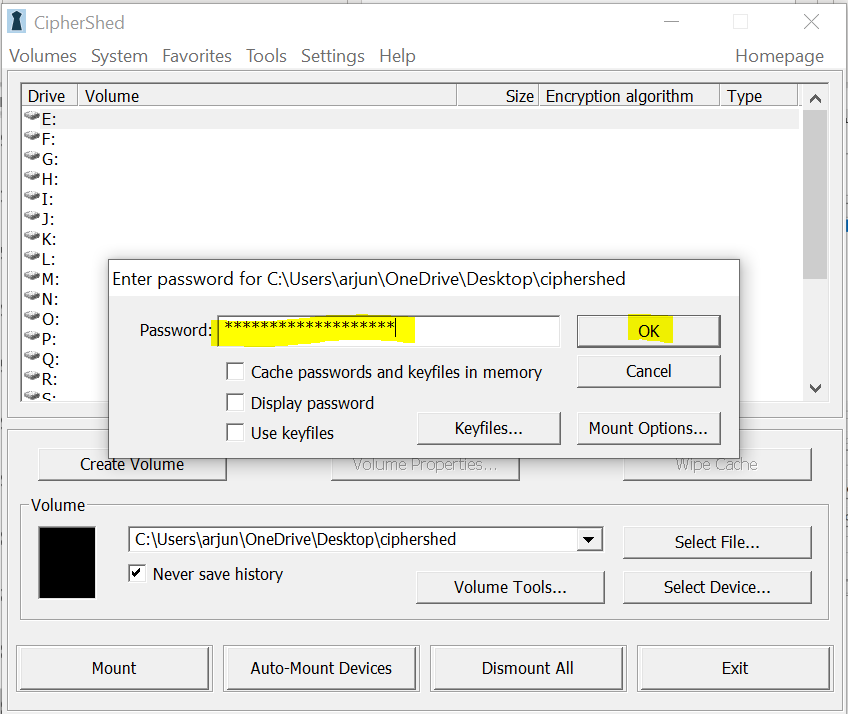 CipherShed
Volumes System Favorites Tools Settings Help Homepage
Drive Volume Size Encryption algorithm Type
E:
F:
G:
H:
I:
J:
K:
L:
M:
N:
O:
P:
Q:
R:
S:
Enter password for C:\Users\arjun\OneDrive\Desktop\ciphershed
Password: ******************* OK
Cache passwords and keyfiles in memory Cancel
Display password
Use keyfiles Keyfiles... Mount Options...
Create Volume Volume Properties... Wipe Cache
Volume
C:\Users\arjun\OneDrive\Desktop\ciphershed Select File...
Never save history
Volume Tools... Select Device...
Mount Auto-Mount Devices Dismount All Exit